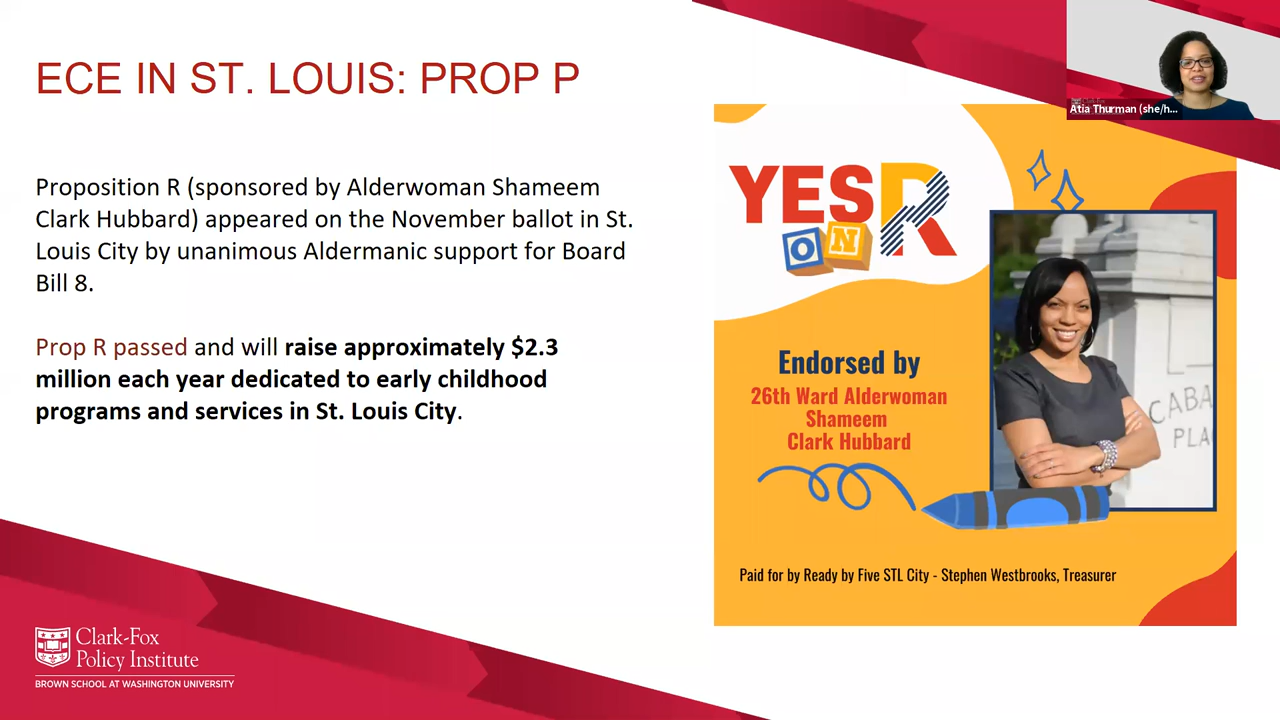 ECE IN ST. LOUIS: PROP P
Atia Thurman (she/h...
Proposition R (sponsored by Alderwoman Shameem
Clark Hubbard) appeared on the November ballot in St.
Louis City by unanimous Aldermanic support for Board
Bill 8.
Prop R passed and will raise approximately $2.3
million each year dedicated to early childhood
programs and services in St. Louis City.
YES
ON
R
Endorsed by
26th Ward Alderwoman
Shameem
Clark Hubbard
CABA
PLA
Paid for by Ready by Five STL City - Stephen Westbrooks, Treasurer
Clark-Fox
Policy Institute
BROWN SCHOOL AT WASHINGTON UNIVERSITY